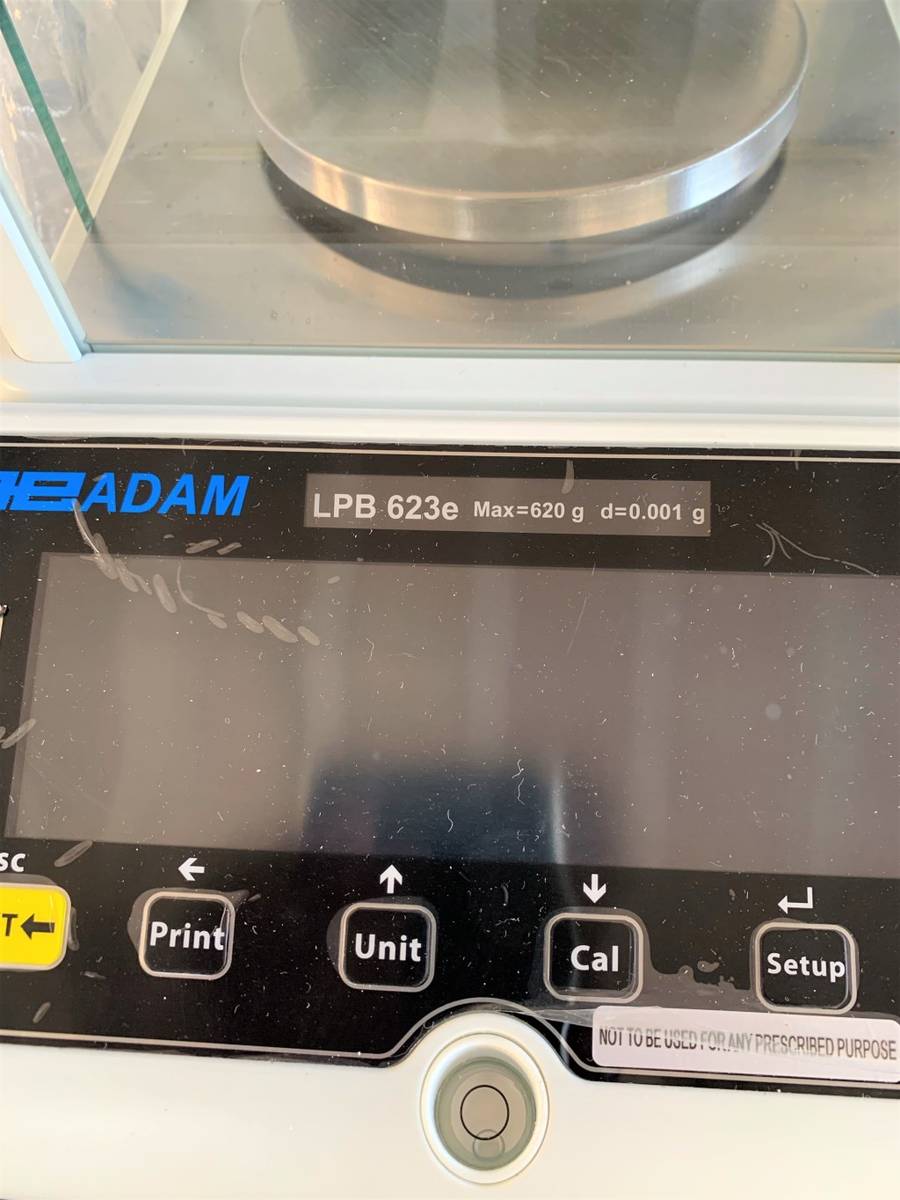 ADAM
LPB 623e Max=620 g d=0.001 g
SC
T
Print
Unit
Cal
Setup
NOT TO BE USED FOR ANY PRESCRIBED PURPOSE